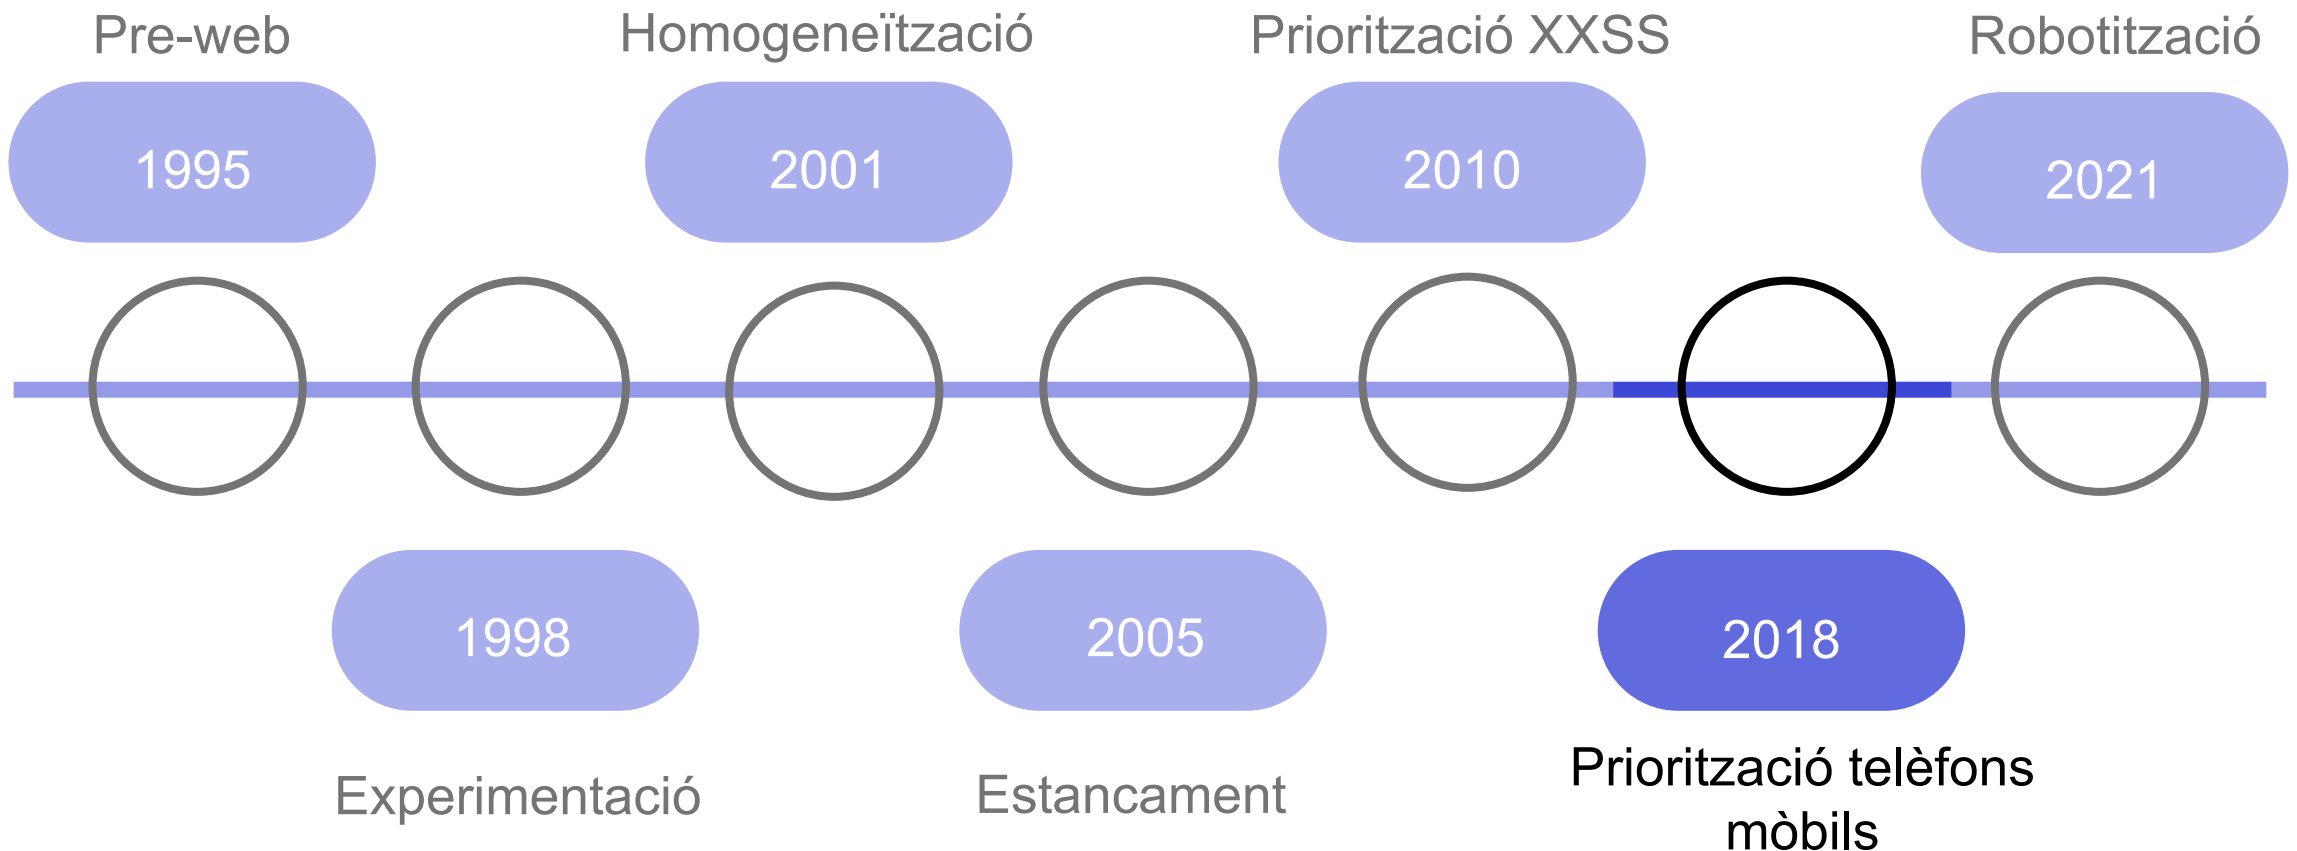 Pre-web
Homogeneïtzació
Priorització XXSS
Robotització
1995
2001
2010
2021
1998
2005
2018
Experimentació
Estancament
Priorització telèfons
mòbils